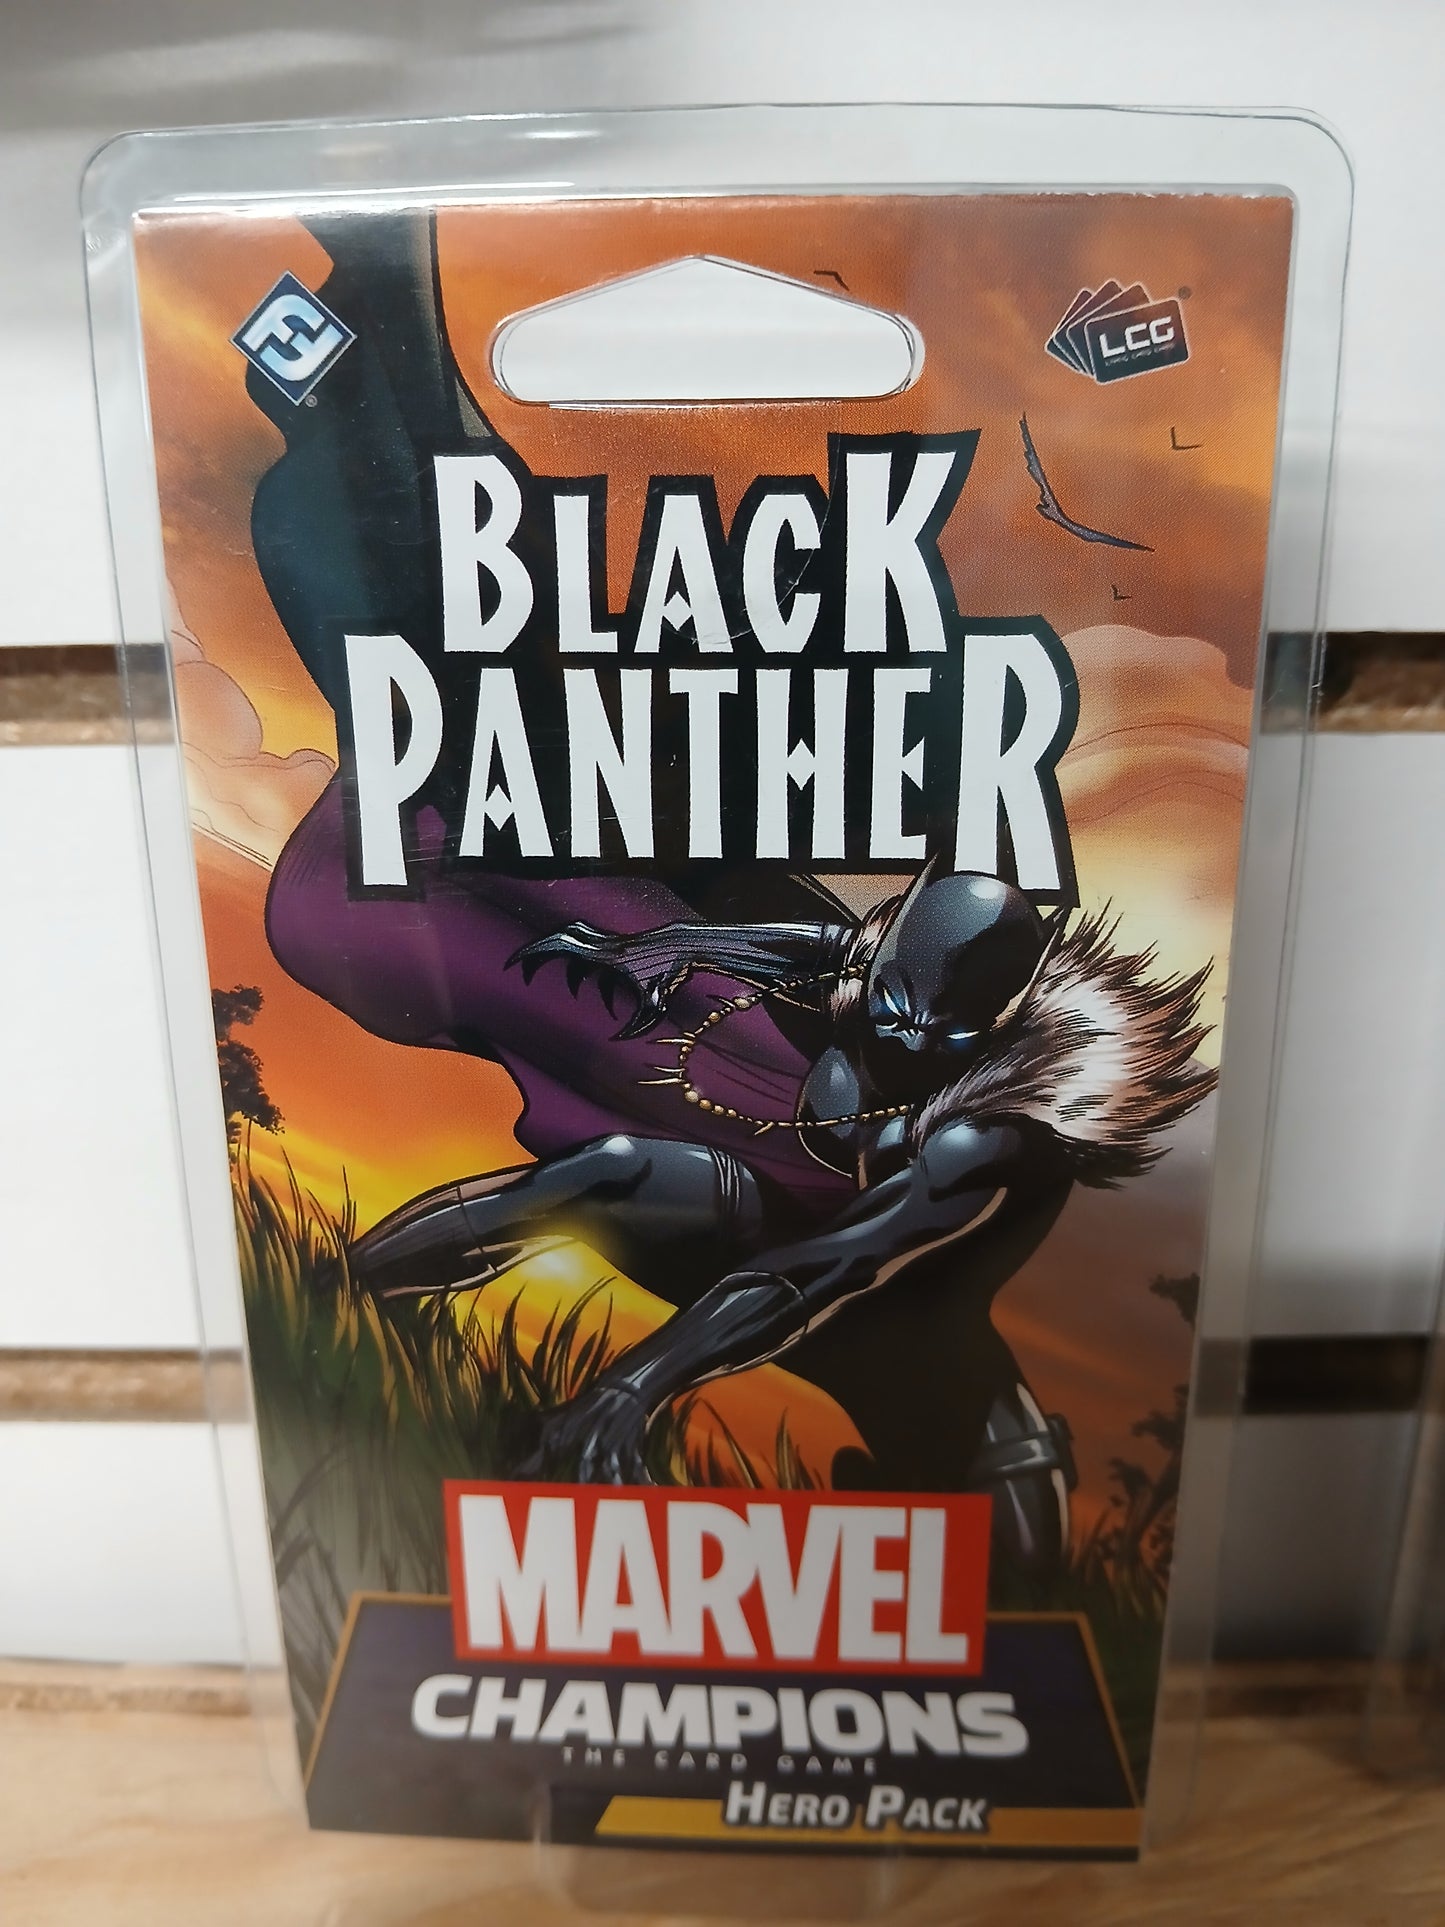 LCG
BLACK
PANTHER
MARVEL
CHAMPIONS
THE CARD GAME
HERO PACK